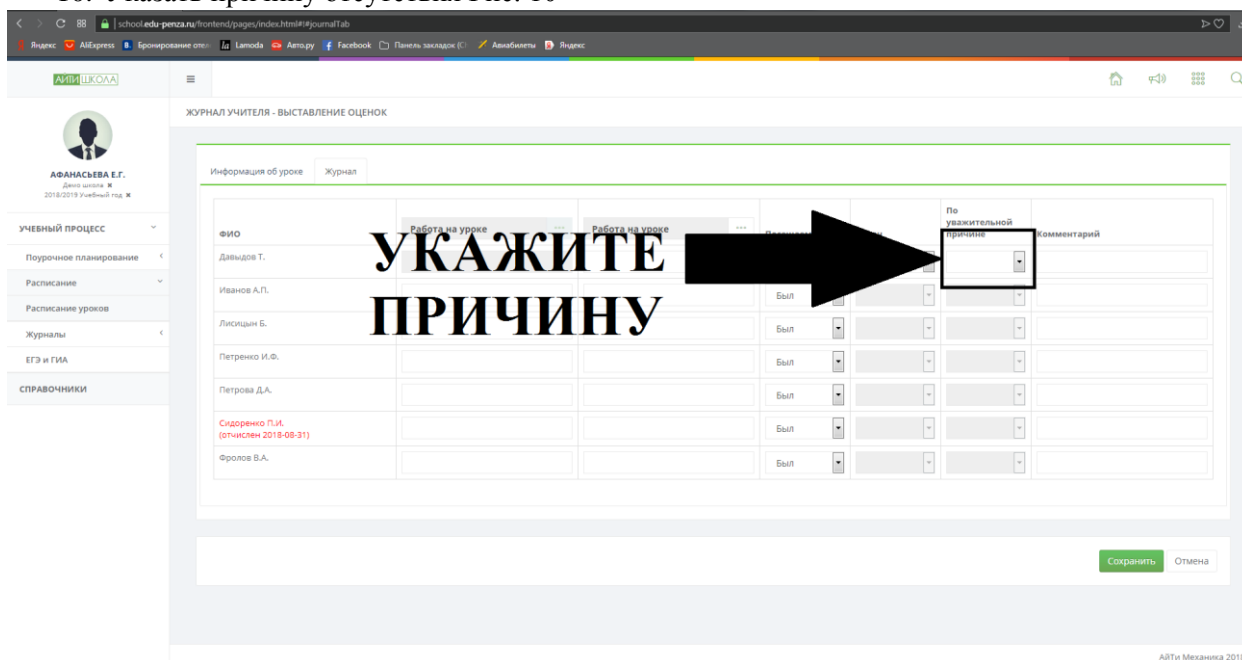 school.edu-penza.ru/frontend/pages/index.html#!#journalTab
Яндекс AliExpress Lamoda Авто.ру Facebook Панель закладок Авиабилеты Яндекс
АЙТИ ШКОЛА
ЖУРНАЛ УЧИТЕЛЯ - ВЫСТАВЛЕНИЕ ОЦЕНОК
АФАНАСЬЕВА Е.Г.
Демо школа ✖
2018/2019 Учебный год ✖
УЧЕБНЫЙ ПРОЦЕСС
Поурочное планирование
Расписание
Расписание уроков
Журналы
ЕГЭ и ГИА
СПРАВОЧНИКИ
Информация об уроке Журнал
ФИО Работа на уроке ... Работа на уроке ... По уважительной причине Комментарий
УКАЖИТЕ
ПРИЧИНУ
Давыдов Т.
Иванов А.П. Был
Лисицын Б. Был
Петренко И.Ф. Был
Петрова Д.А. Был
Сидоренко П.И. Был
(отчислен 2018-08-31)
Фролов В.А. Был
Сохранить Отмена
АйТи Механика 2018